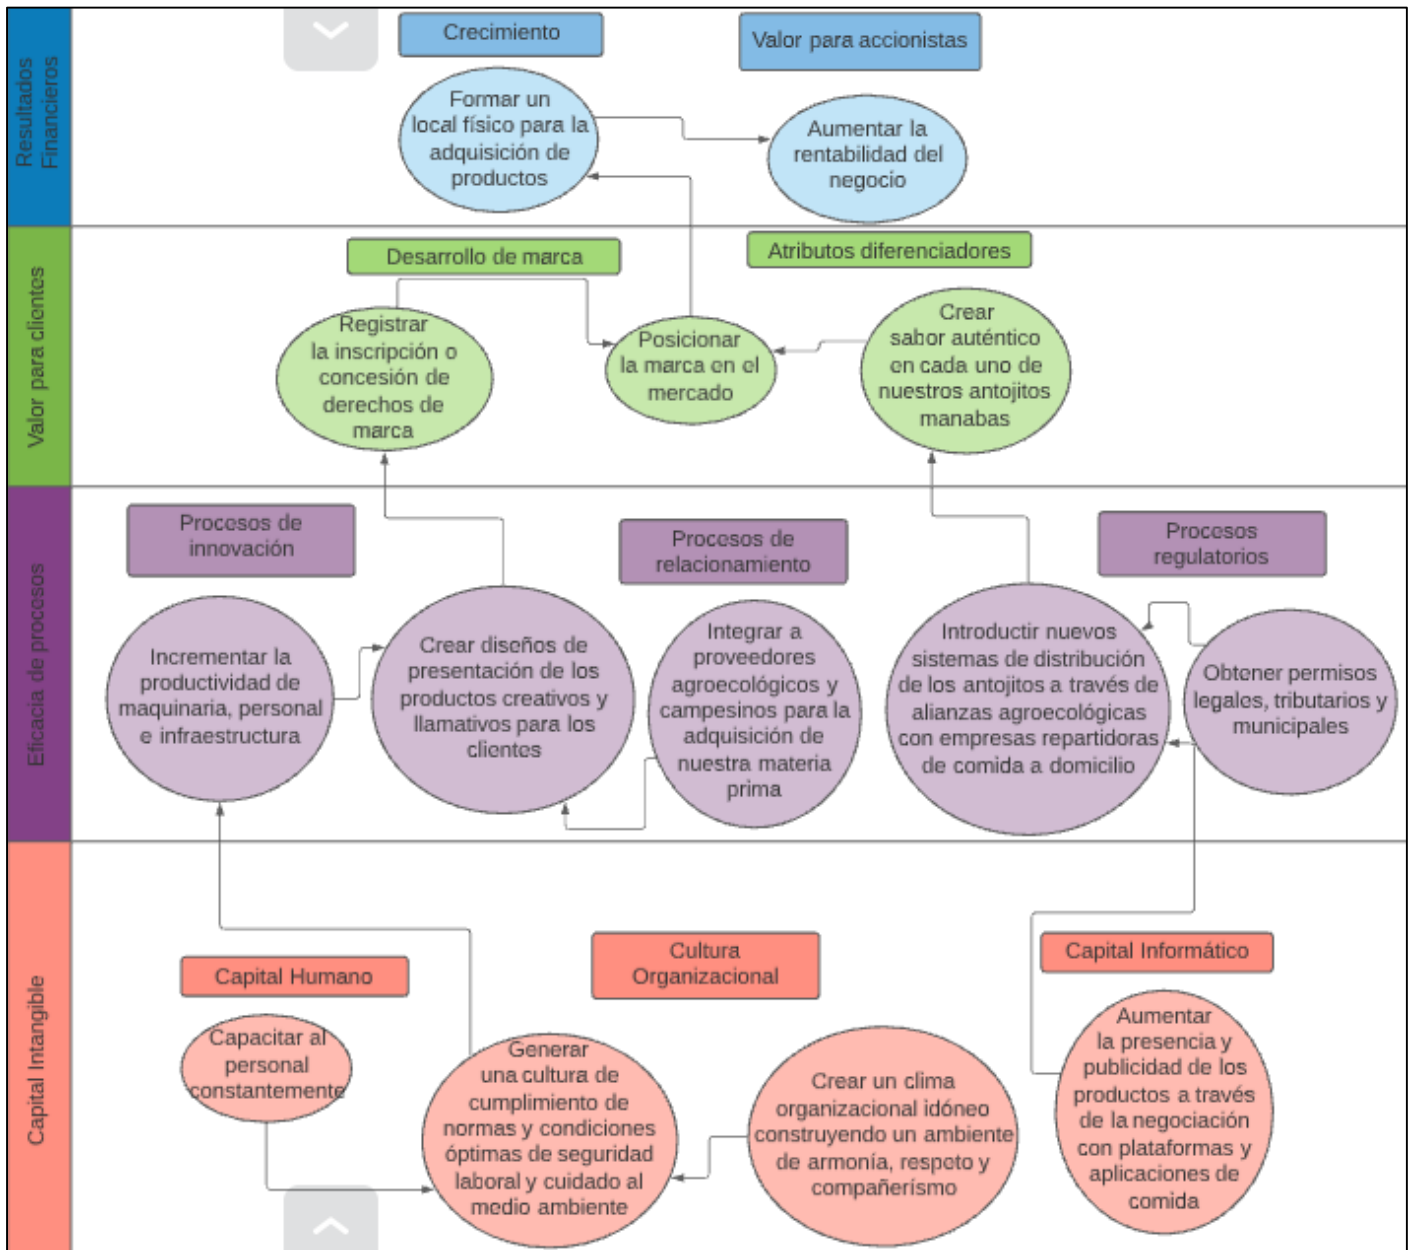 Resultados
Financieros
Crecimiento
Valor para accionistas
Formar un
local físico para la
adquisición de
productos
Aumentar la
rentabilidad del
negocio
Valor para clientes
Desarrollo de marca
Atributos diferenciadores
Registrar
la inscripción o
concesión de
derechos de
marca
Posicionar
la marca en el
mercado
Crear
sabor auténtico
en cada uno de
nuestros antojitos
manabas
Eficacia de procesos
Procesos de
innovación
Procesos de
relacionamiento
Procesos
regulatorios
Incrementar la
productividad de
maquinaria, personal
e infraestructura
Crear diseños de
presentación de los
productos creativos y
llamativos para los
clientes
Integrar a
proveedores
agroecológicos y
campesinos para la
adquisición de
nuestra materia
prima
Introductir nuevos
sistemas de distribución
de los antojitos a través de
alianzas agroecológicas
con empresas repartidoras
de comida a domicilio
Obtener permisos
legales, tributarios y
municipales
Capital Intangible
Capital Humano
Cultura
Organizacional
Capital Informático
Capacitar al
personal
constantemente
Generar
una cultura de
cumplimiento de
normas y condiciones
óptimas de seguridad
laboral y cuidado al
medio ambiente
Crear un clima
organizacional idóneo
construyendo un ambiente
de armonía, respeto y
compañerísmo
Aumentar
la presencia y
publicidad de los
productos a través
de la negociación
con plataformas y
aplicaciones de
comida